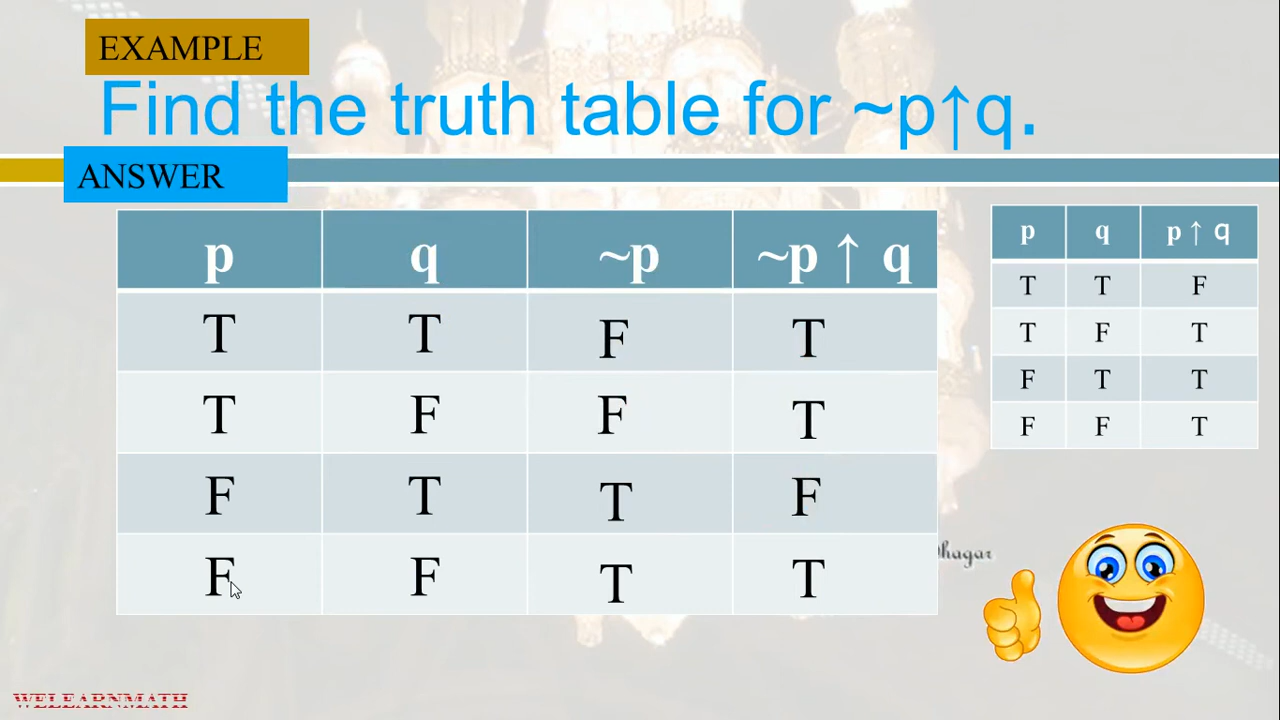 EXAMPLE
Find the truth table for ~p↑q.
ANSWER
p q ~p ~p ↑ q
T T F T
T F F T
F T T F
F F T T
p q p ↑ q
T T F
T F T
F T T
F F T
WELEARNMATH